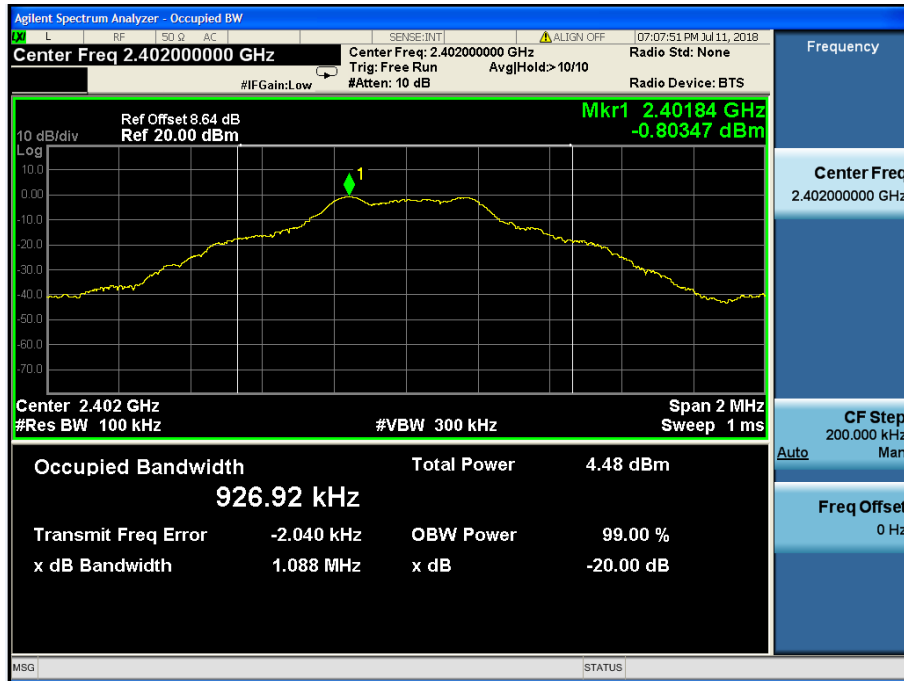 Agilent Spectrum Analyzer - Occupied BW
LXI L RF 50 Ω AC SENSE:INT ALIGN OFF 07:07:51 PM Jul 11, 2018
Center Freq 2.402000000 GHz
Center Freq: 2.402000000 GHz
Radio Std: None
Trig: Free Run Avg|Hold:>10/10
#IFGain:Low
#Atten: 10 dB
Radio Device: BTS
Frequency
Mkr1 2.40184 GHz
-0.80347 dBm
Ref Offset 8.64 dB
10 dB/div Ref 20.00 dBm
Log
1
10.0
0.00
-10.0
-20.0
-30.0
-40.0
-50.0
-60.0
-70.0
Center 2.402 GHz Span 2 MHz
#Res BW 100 kHz #VBW 300 kHz Sweep 1 ms
Center Freq
2.402000000 GHz
CF Step
200.000 kHz
Auto Man
Freq Offset
0 Hz
Occupied Bandwidth Total Power 4.48 dBm
926.92 kHz
Transmit Freq Error -2.040 kHz OBW Power 99.00 %
x dB Bandwidth 1.088 MHz x dB -20.00 dB
MSG STATUS